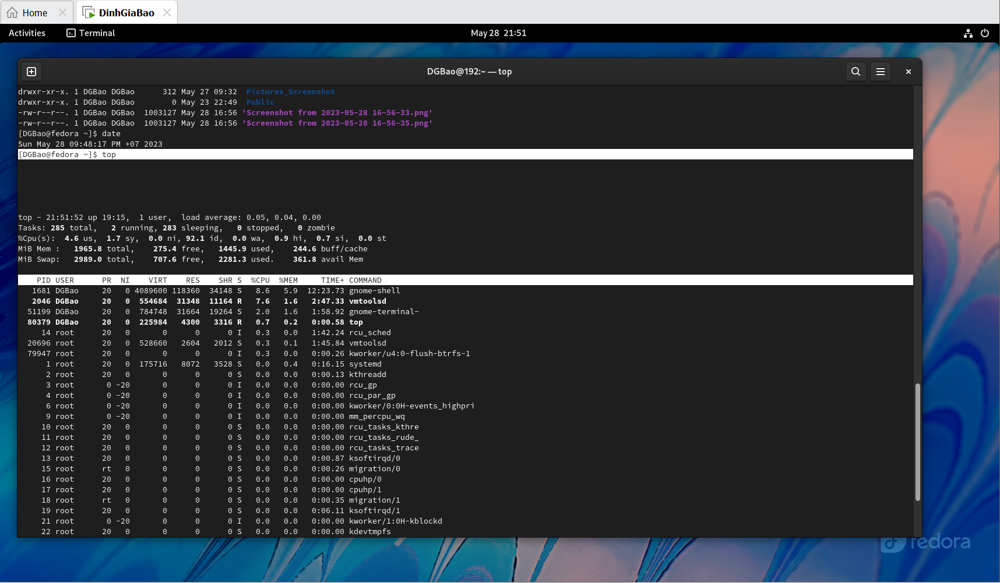 Home
DinhGiaBao
Activities Terminal May 28 21:51
DGBao@192:~ — top
drwxr-xr-x. 1 DGBao DGBao 312 May 27 09:32 Pictures_Screenshot
drwxr-xr-x. 1 DGBao DGBao 0 May 23 22:49 Public
-rw-r--r--. 1 DGBao DGBao 1003127 May 28 16:56 'Screenshot from 2023-05-28 16-56-33.png'
-rw-r--r--. 1 DGBao DGBao 1003127 May 28 16:56 'Screenshot from 2023-05-28 16-56-35.png'
[DGBao@fedora ~]$ date
Sun May 28 09:48:17 PM +07 2023
[DGBao@fedora ~]$ top
top - 21:51:52 up 19:15, 1 user, load average: 0.05, 0.04, 0.00
Tasks: 285 total, 2 running, 283 sleeping, 0 stopped, 0 zombie
%Cpu(s): 4.6 us, 1.7 sy, 0.0 ni, 92.1 id, 0.0 wa, 0.9 hi, 0.7 si, 0.0 st
MiB Mem : 1965.8 total, 275.4 free, 1445.9 used, 244.6 buff/cache
MiB Swap: 2989.0 total, 707.6 free, 2281.3 used. 361.8 avail Mem
PID USER PR NI VIRT RES SHR S %CPU %MEM TIME+ COMMAND
1681 DGBao 20 0 4089600 118360 34148 S 8.6 5.9 12:23.73 gnome-shell
2046 DGBao 20 0 554684 31348 11164 R 7.6 1.6 2:47.33 vmtoolsd
51199 DGBao 20 0 784748 31664 19264 S 2.0 1.6 1:58.92 gnome-terminal-
80379 DGBao 20 0 225984 4300 3316 R 0.7 0.2 0:00.58 top
14 root 20 0 0 0 0 I 0.3 0.0 1:42.24 rcu_sched
20696 root 20 0 528660 2604 2012 S 0.3 0.1 1:45.84 vmtoolsd
79947 root 20 0 0 0 0 I 0.3 0.0 0:00.26 kworker/u4:0-flush-btrfs-1
1 root 20 0 175716 8072 3528 S 0.0 0.4 0:16.15 systemd
2 root 20 0 0 0 0 S 0.0 0.0 0:00.13 kthreadd
3 root 0 -20 0 0 0 I 0.0 0.0 0:00.00 rcu_gp
4 root 0 -20 0 0 0 I 0.0 0.0 0:00.00 rcu_par_gp
6 root 0 -20 0 0 0 I 0.0 0.0 0:00.00 kworker/0:0H-events_highpri
9 root 0 -20 0 0 0 I 0.0 0.0 0:00.00 mm_percpu_wq
10 root 20 0 0 0 0 S 0.0 0.0 0:00.00 rcu_tasks_kthre
11 root 20 0 0 0 0 S 0.0 0.0 0:00.00 rcu_tasks_rude_
12 root 20 0 0 0 0 S 0.0 0.0 0:00.00 rcu_tasks_trace
13 root 20 0 0 0 0 S 0.0 0.0 0:00.87 ksoftirqd/0
15 root rt 0 0 0 0 S 0.0 0.0 0:00.26 migration/0
16 root 20 0 0 0 0 S 0.0 0.0 0:00.00 cpuhp/0
17 root 20 0 0 0 0 S 0.0 0.0 0:00.00 cpuhp/1
18 root rt 0 0 0 0 S 0.0 0.0 0:00.35 migration/1
19 root 20 0 0 0 0 S 0.0 0.0 0:06.11 ksoftirqd/1
21 root 0 -20 0 0 0 I 0.0 0.0 0:00.00 kworker/1:0H-kblockd
22 root 20 0 0 0 0 S 0.0 0.0 0:00.00 kdevtmpfs
fedora